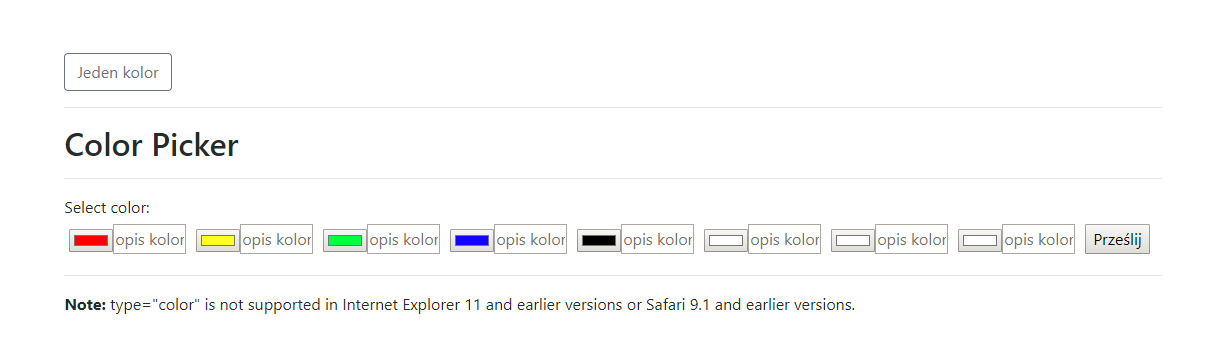 Jeden kolor
Color Picker
Select color:
opis kolor opis kolor opis kolor opis kolor opis kolor opis kolor opis kolor opis kolor Prześlij
Note: type="color" is not supported in Internet Explorer 11 and earlier versions or Safari 9.1 and earlier versions.